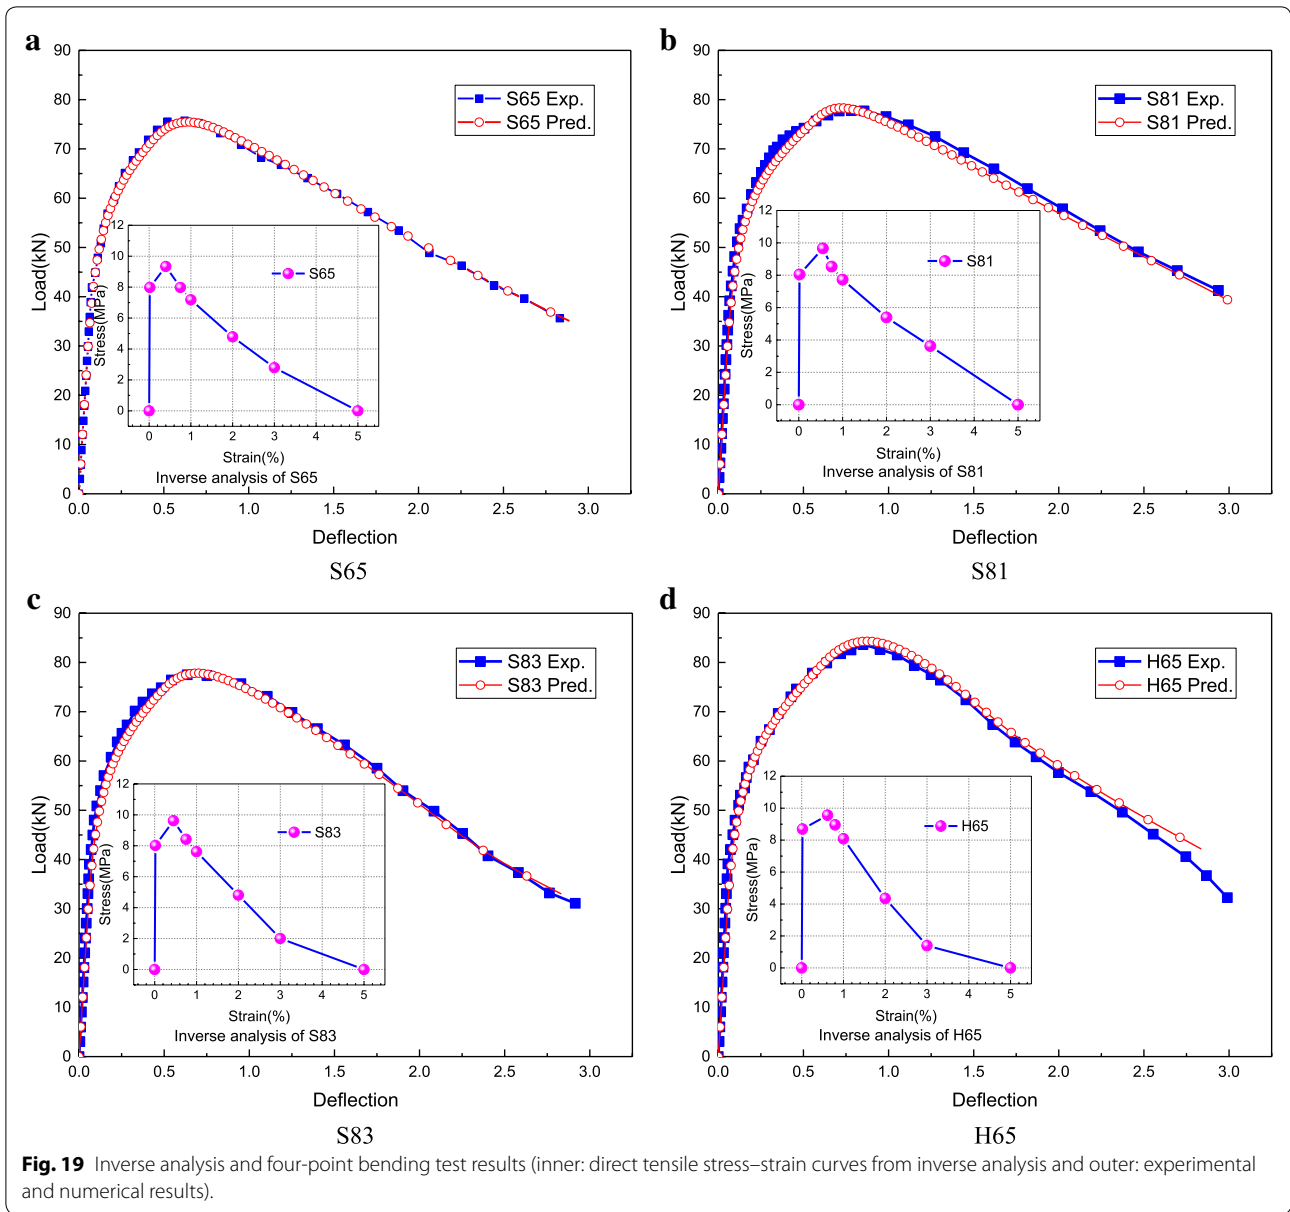 a
90
80
70
60
50
40
30
20
10
0
Load(kN)
S65 Exp.
S65 Pred.
12
10
8
6
4
2
0
Stress(MPa)
S65
0 1 2 3 4 5
Strain(%)
Inverse analysis of S65
0.0 0.5 1.0 1.5 2.0 2.5 3.0
Deflection
S65
b
90
80
70
60
50
40
30
20
10
0
Load(kN)
S81 Exp.
S81 Pred.
12
10
8
6
4
2
0
Stress(MPa)
S81
0 1 2 3 4 5
Strain(%)
Inverse analysis of S81
0.0 0.5 1.0 1.5 2.0 2.5 3.0
Deflection
S81
c
90
80
70
60
50
40
30
20
10
0
Load(kN)
S83 Exp.
S83 Pred.
12
10
8
6
4
2
0
Stress(MPa)
S83
0 1 2 3 4 5
Strain(%)
Inverse analysis of S83
0.0 0.5 1.0 1.5 2.0 2.5 3.0
Deflection
S83
d
90
80
70
60
50
40
30
20
10
0
Load(kN)
H65 Exp.
H65 Pred.
12
10
8
6
4
2
0
Stress(MPa)
H65
0 1 2 3 4 5
Strain(%)
Inverse analysis of H65
0.0 0.5 1.0 1.5 2.0 2.5 3.0
Deflection
H65
Fig. 19 Inverse analysis and four-point bending test results (inner: direct tensile stress–strain curves from inverse analysis and outer: experimental
and numerical results).